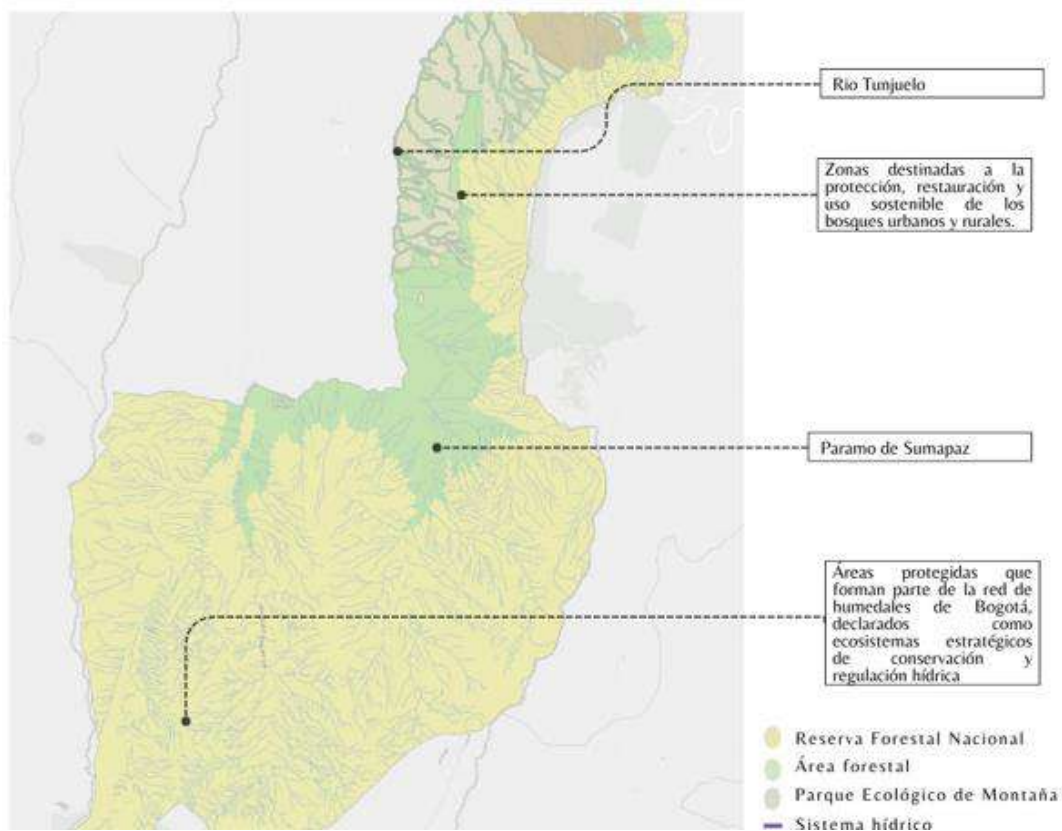 Rio Tunjuelo
Zonas destinadas a la
protección, restauración y
uso sostenible de los
bosques urbanos y rurales.
Paramo de Sumapaz
Áreas protegidas que
forman parte de la red de
humedales de Bogotá,
declarados como
ecosistemas estratégicos
de conservación y
regulación hídrica
Reserva Forestal Nacional
Área forestal
Parque Ecológico de Montaña
Sistema hídrico